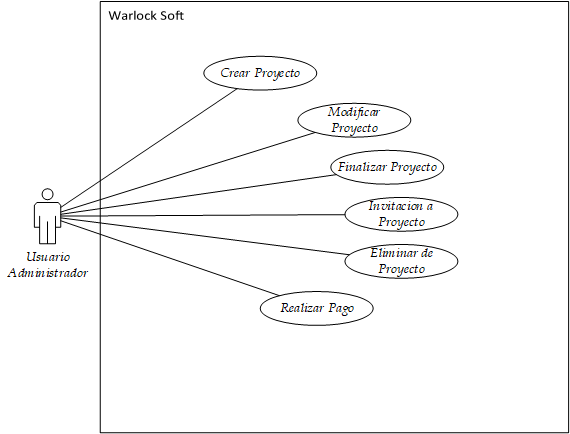 Warlock Soft
Crear Proyecto
Modificar
Proyecto
Finalizar Proyecto
Invitacion a
Proyecto
Eliminar de
Proyecto
Realizar Pago
Usuario
Administrador